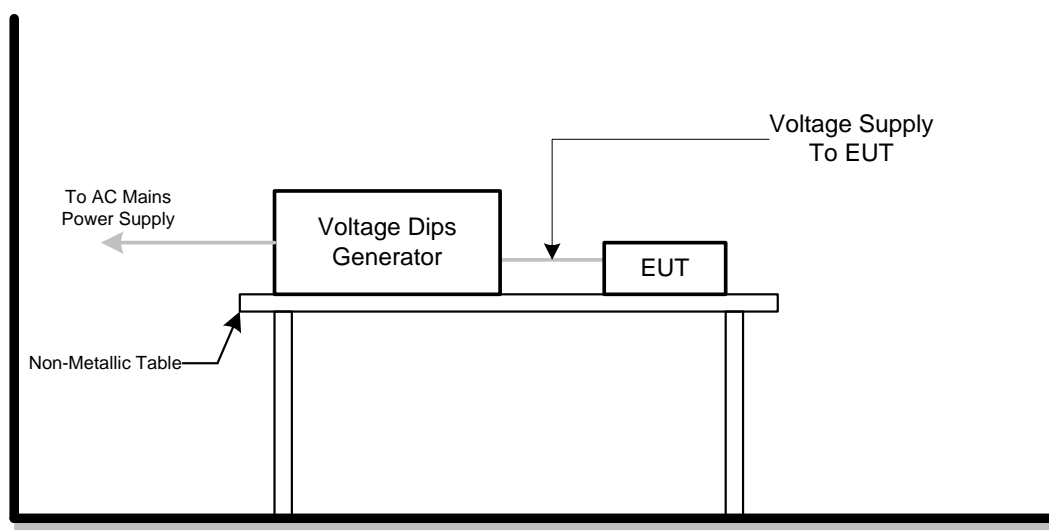 Voltage Supply
To EUT
To AC Mains
Power Supply
Voltage Dips
Generator
EUT
Non-Metallic Table